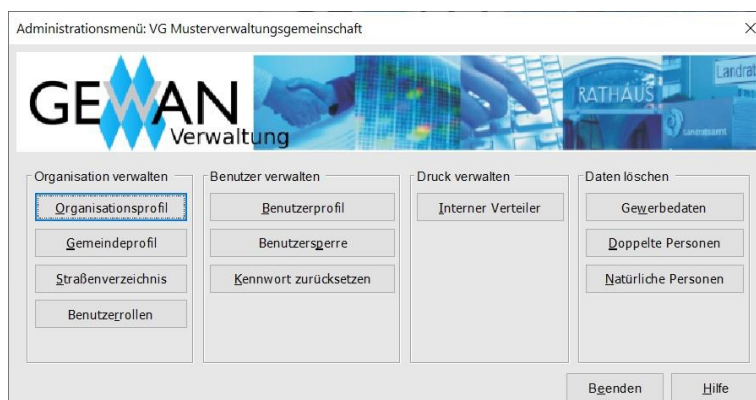 Administrationsmenü: VG Musterverwaltungsgemeinschaft
GEWAN
Verwaltung
RATHAUS
Landrat
Landratsamt
Organisation verwalten
Organisationsprofil
Gemeindeprofil
Straßenverzeichnis
Benutzerrollen
Benutzer verwalten
Benutzerprofil
Benutzersperre
Kennwort zurücksetzen
Druck verwalten
Interner Verteiler
Daten löschen
Gewerbedaten
Doppelte Personen
Natürliche Personen
Beenden
Hilfe